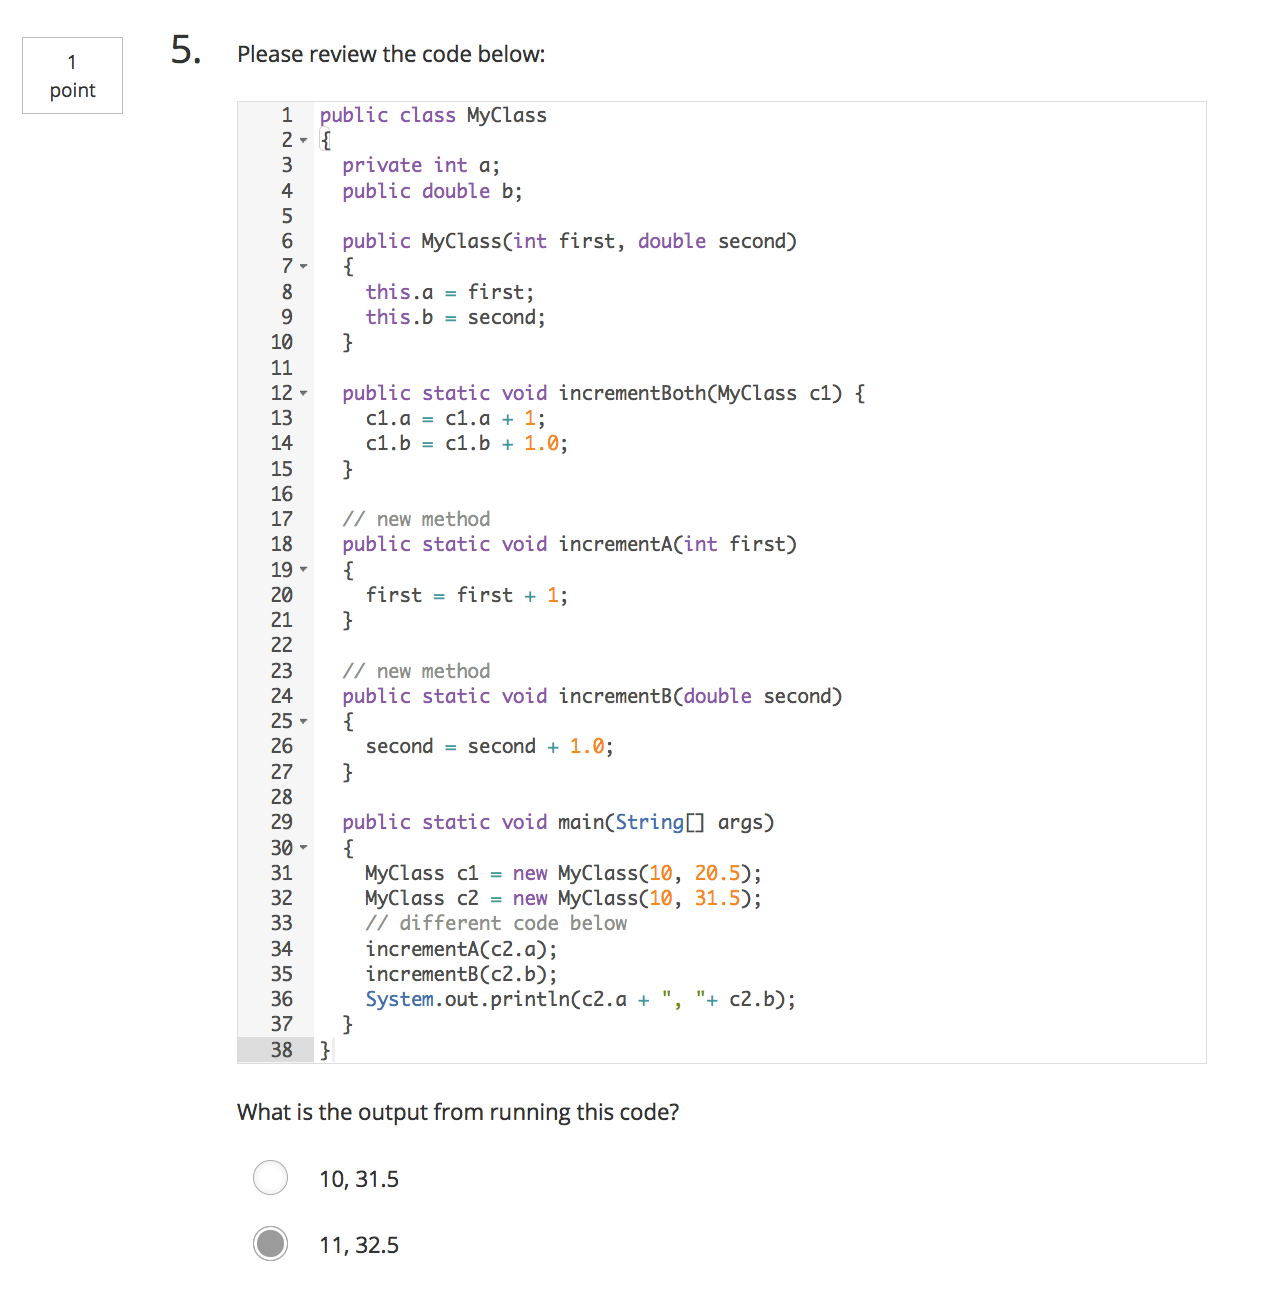 1
point
5.
Please review the code below:
1 public class MyClass
2 {
3   private int a;
4   public double b;
5
6   public MyClass(int first, double second)
7   {
8     this.a = first;
9     this.b = second;
10   }
11
12   public static void incrementBoth(MyClass c1) {
13     c1.a = c1.a + 1;
14     c1.b = c1.b + 1.0;
15   }
16
17   // new method
18   public static void incrementA(int first)
19   {
20     first = first + 1;
21   }
22
23   // new method
24   public static void incrementB(double second)
25   {
26     second = second + 1.0;
27   }
28
29   public static void main(String[] args)
30   {
31     MyClass c1 = new MyClass(10, 20.5);
32     MyClass c2 = new MyClass(10, 31.5);
33     // different code below
34     incrementA(c2.a);
35     incrementB(c2.b);
36     System.out.println(c2.a + ", "+ c2.b);
37   }
38 }
What is the output from running this code?
10, 31.5
11, 32.5